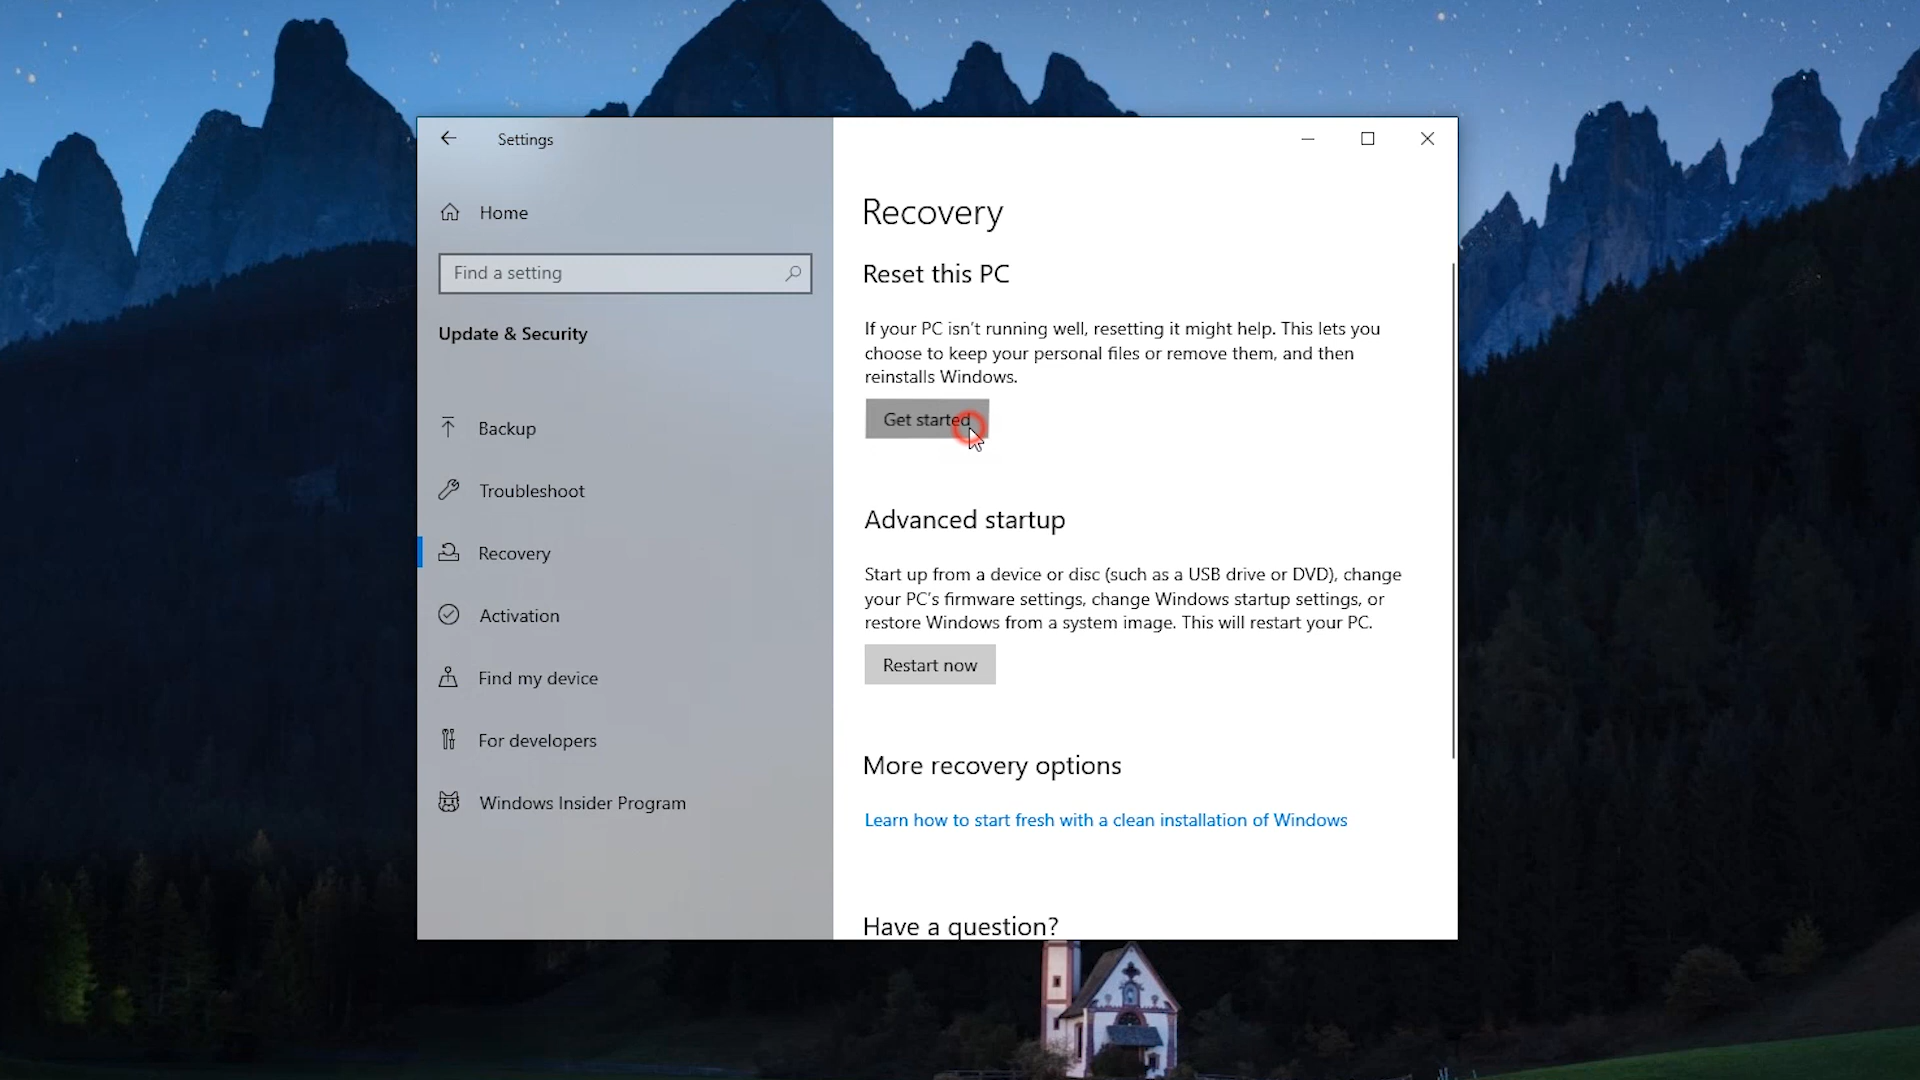 Settings
Home
Find a setting
Update & Security
Backup
Troubleshoot
Recovery
Activation
Find my device
For developers
Windows Insider Program
Recovery
Reset this PC
If your PC isn't running well, resetting it might help. This lets you
choose to keep your personal files or remove them, and then
reinstalls Windows.
Get started
Advanced startup
Start up from a device or disc (such as a USB drive or DVD), change
your PC's firmware settings, change Windows startup settings, or
restore Windows from a system image. This will restart your PC.
Restart now
More recovery options
Learn how to start fresh with a clean installation of Windows
Have a question?